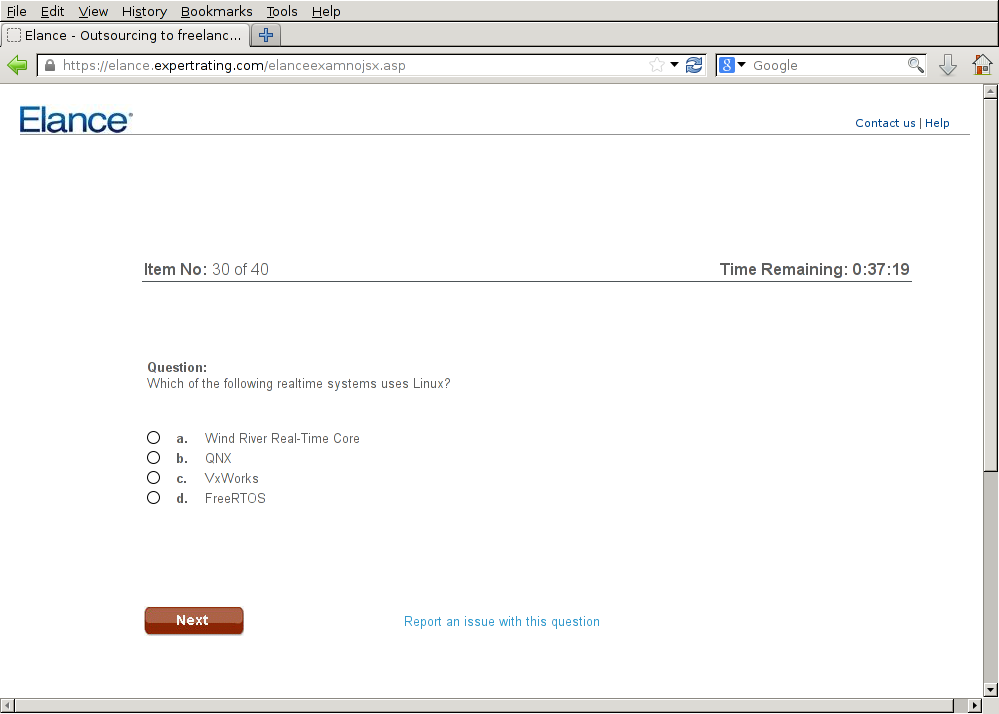 File Edit View History Bookmarks Tools Help
Elance - Outsourcing to freelanc...
https://elance.expertrating.com/elanceexamnojsx.asp
8 Google
Elance®
Contact us | Help
Item No: 30 of 40
Time Remaining: 0:37:19
Question:
Which of the following realtime systems uses Linux?
a. Wind River Real-Time Core
b. QNX
c. VxWorks
d. FreeRTOS
Next
Report an issue with this question